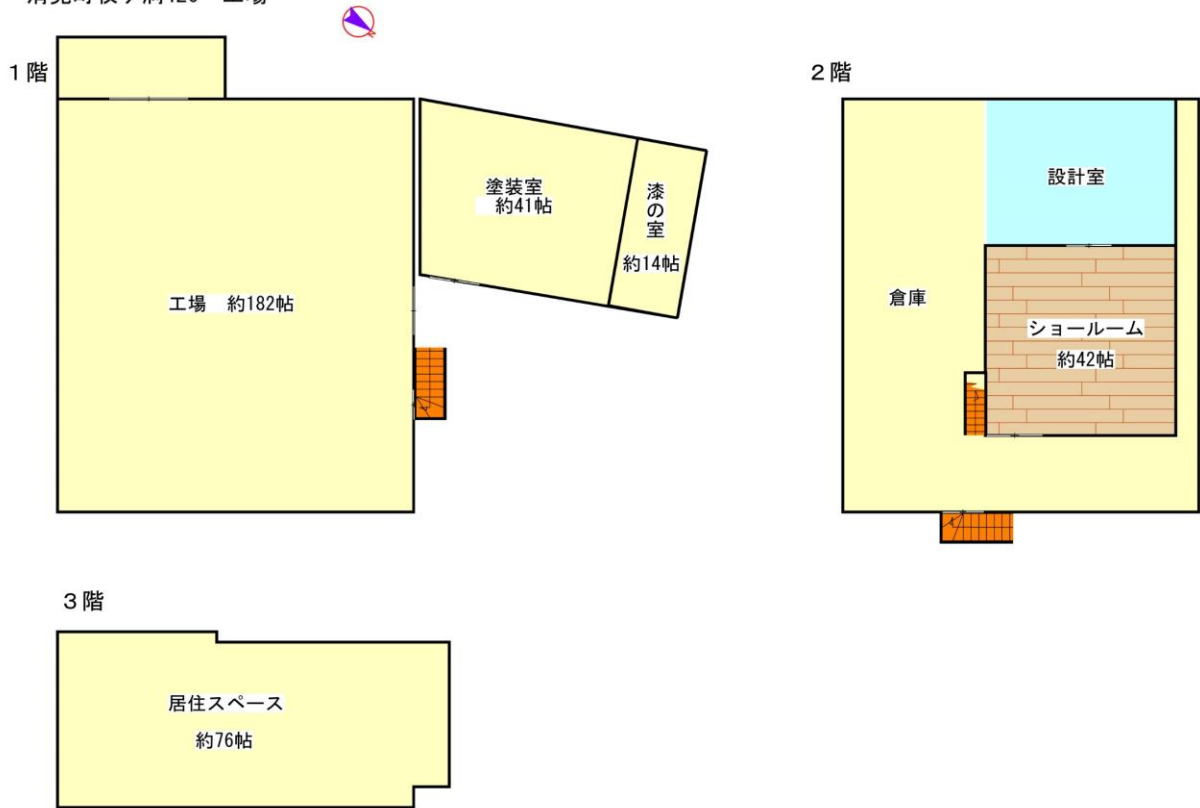 1階
塗装室
約41帖
漆の室
約14帖
工場 約182帖
2階
設計室
倉庫
ショールーム
約42帖
3階
居住スペース
約76帖